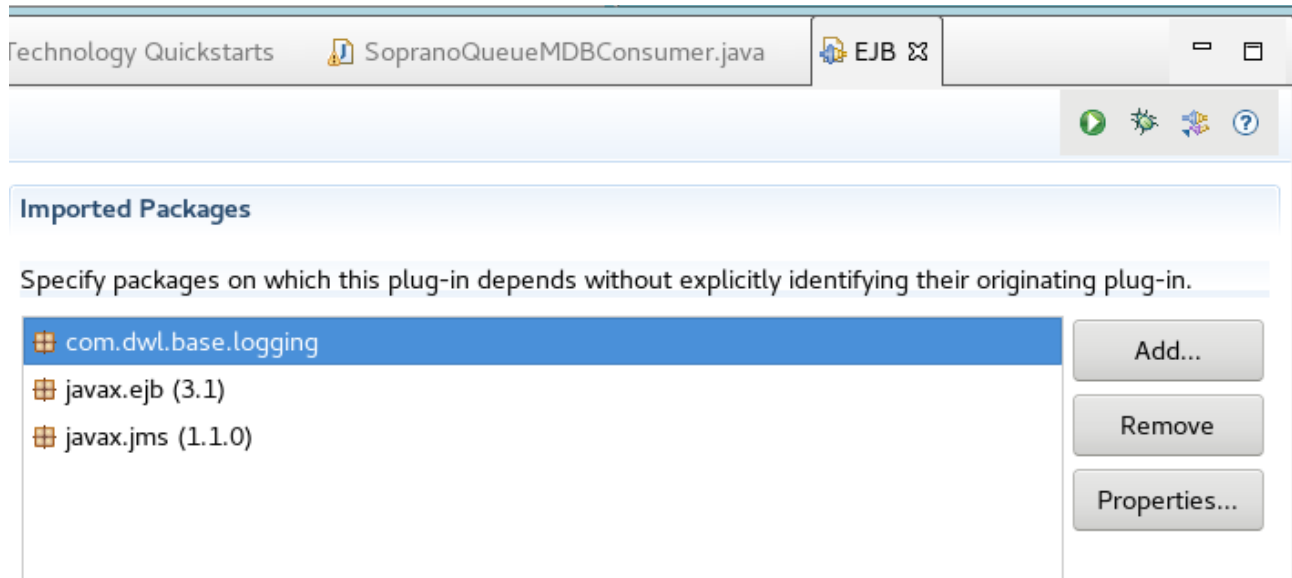 Technology Quickstarts
SopranoQueueMDBConsumer.java
EJB
Imported Packages
Specify packages on which this plug-in depends without explicitly identifying their originating plug-in.
com.dwl.base.logging
javax.ejb (3.1)
javax.jms (1.1.0)
Add...
Remove
Properties...